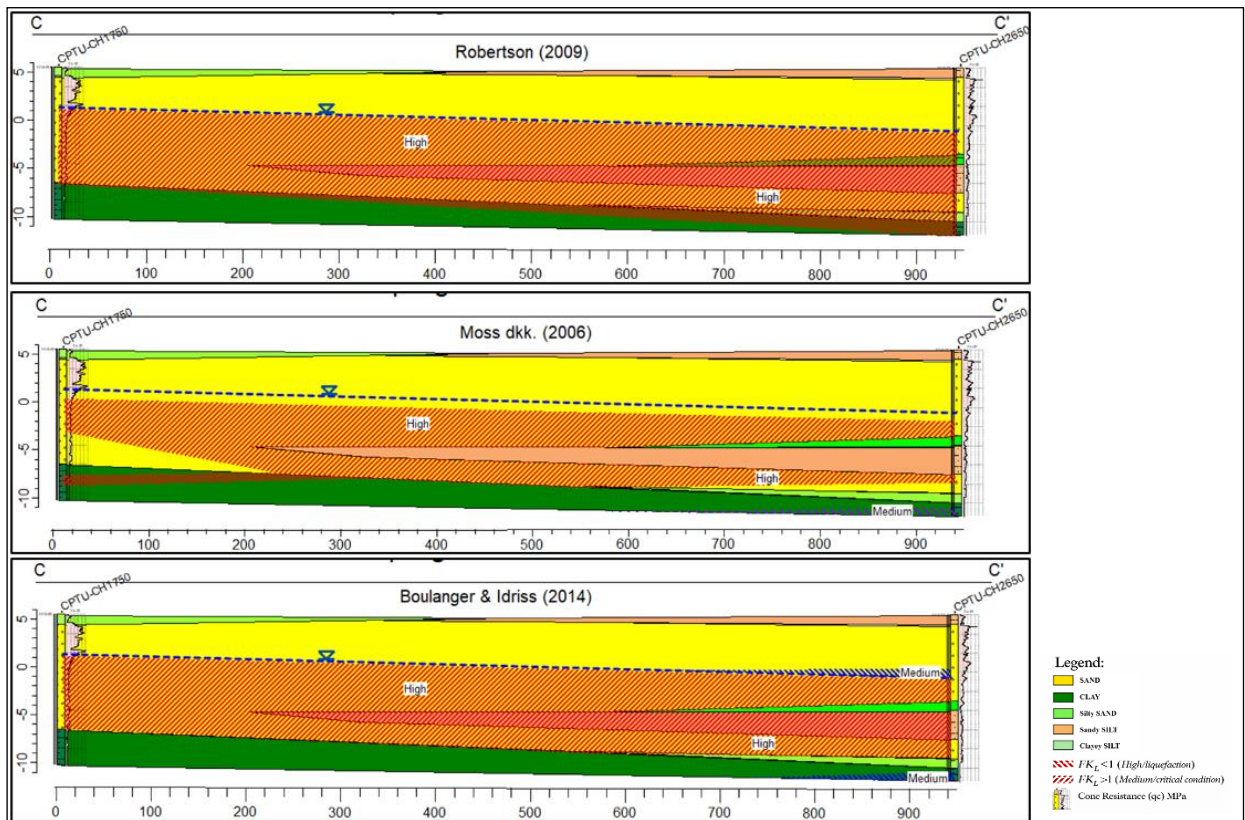 C C'
CPTU-CH1750 CPTU-CH2650
Robertson (2009)
5
0
-5
-10
High
High
0 100 200 300 400 500 600 700 800 900
C C'
CPTU-CH1750 CPTU-CH2650
Moss dkk. (2006)
5
0
-5
-10
High
High
Medium
0 100 200 300 400 500 600 700 800 900
C C'
CPTU-CH1750 CPTU-CH2650
Boulanger & Idriss (2014)
5
0
-5
-10
Medium
High
High
Medium
0 100 200 300 400 500 600 700 800 900
Legend:
SAND
CLAY
Silty SAND
Sandy SILT
Clayey SILT
FK_L <1 (High/liquefaction)
FK_L >1 (Medium/critical condition)
Cone Resistance (qc) MPa